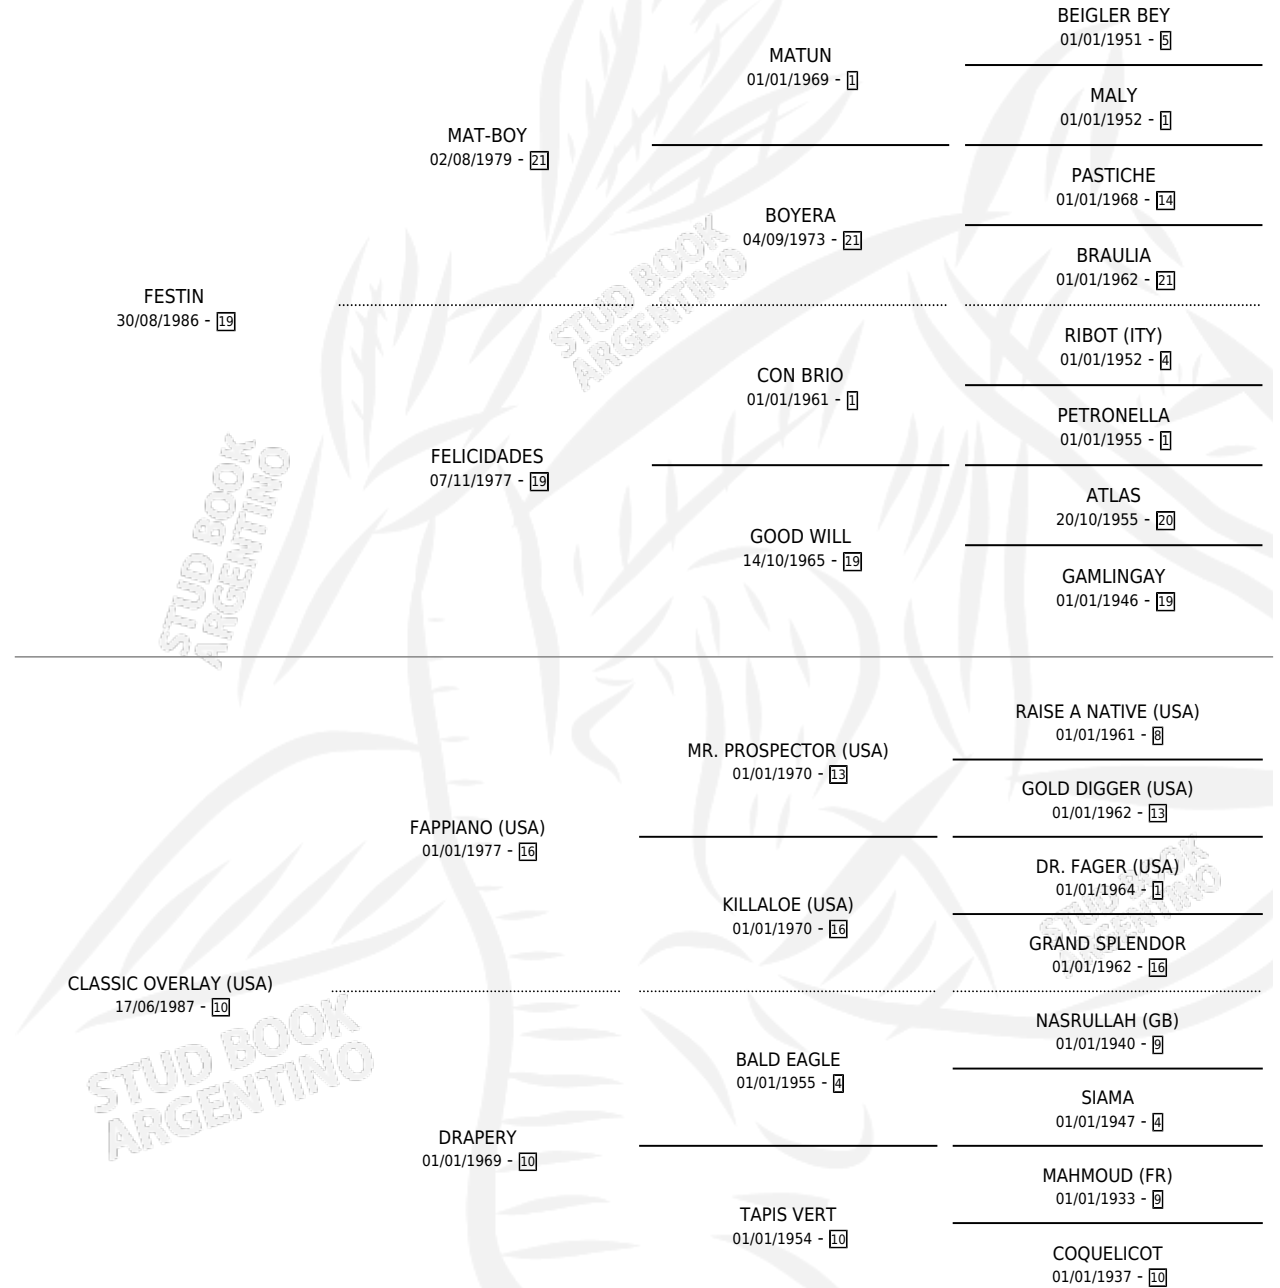 BEIGLER BEY
01/01/1951 - 5
MATUN
01/01/1969 - 1
MALY
01/01/1952 - 1
MAT-BOY
02/08/1979 - 21
PASTICHE
01/01/1968 - 14
BOYERA
04/09/1973 - 21
BRAULIA
01/01/1962 - 21
FESTIN
30/08/1986 - 19
STUD BOOK
ARGENTINO
RIBOT (ITY)
01/01/1952 - 4
CON BRIO
01/01/1961 - 1
PETRONELLA
01/01/1955 - 1
FELICIDADES
07/11/1977 - 19
ATLAS
20/10/1955 - 20
GOOD WILL
14/10/1965 - 19
GAMLINGAY
01/01/1946 - 19
STUD BOOK
ARGENTINO
RAISE A NATIVE (USA)
01/01/1961 - 8
MR. PROSPECTOR (USA)
01/01/1970 - 13
GOLD DIGGER (USA)
01/01/1962 - 13
FAPPIANO (USA)
01/01/1977 - 16
DR. FAGER (USA)
01/01/1964 - 1
STUD BOOK
ARGENTINO
KILLALOE (USA)
01/01/1970 - 16
GRAND SPLENDOR
01/01/1962 - 16
CLASSIC OVERLAY (USA)
17/06/1987 - 10
STUD BOOK
ARGENTINO
NASRULLAH (GB)
01/01/1940 - 9
BALD EAGLE
01/01/1955 - 4
SIAMA
01/01/1947 - 4
DRAPERY
01/01/1969 - 10
MAHMOUD (FR)
01/01/1933 - 9
TAPIS VERT
01/01/1954 - 10
COQUELICOT
01/01/1937 - 10